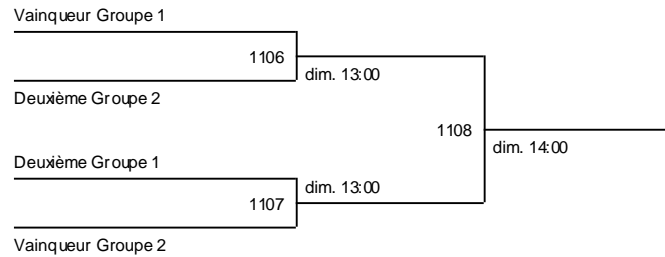 Vainqueur Groupe 1
1106
dim. 13:00
Deuxième Groupe 2
1108
dim. 14:00
Deuxième Groupe 1
dim. 13:00
1107
Vainqueur Groupe 2